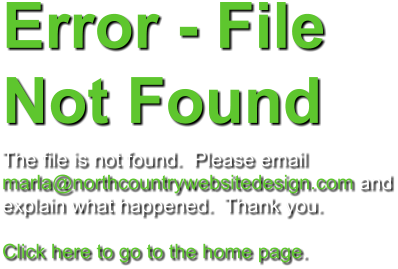 Error - File
Not Found
The file is not found.  Please email
marla@northcountrywebsitedesign.com and
explain what happened.  Thank you.
Click here to go to the home page.